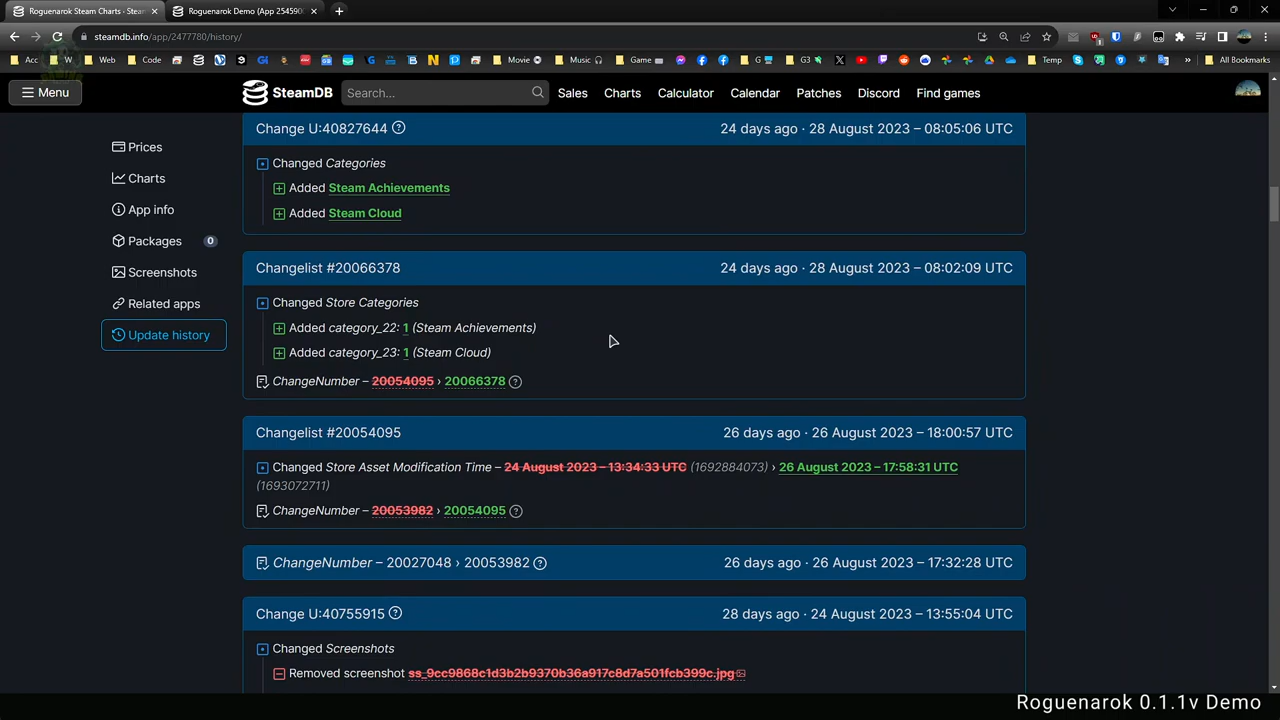 Roguenarok Steam Charts · Stea
Roguenarok Demo (App 254590
steamdb.info/app/2477780/history/
Acc
W
Web
Code
Movie
Music
Game
G
G3
Temp
All Bookmarks
Menu
SteamDB
Search...
Sales
Charts
Calculator
Calendar
Patches
Discord
Find games
Prices
Charts
App info
Packages 0
Screenshots
Related apps
Update history
Change U:40827644 24 days ago · 28 August 2023 – 08:05:06 UTC
Changed Categories
Added Steam Achievements
Added Steam Cloud
Changelist #20066378 24 days ago · 28 August 2023 – 08:02:09 UTC
Changed Store Categories
Added category_22: 1 (Steam Achievements)
Added category_23: 1 (Steam Cloud)
ChangeNumber – 20054095 › 20066378
Changelist #20054095 26 days ago · 26 August 2023 – 18:00:57 UTC
Changed Store Asset Modification Time – 24 August 2023 – 13:34:33 UTC (1692884073) › 26 August 2023 – 17:58:31 UTC
(1693072711)
ChangeNumber – 20053982 › 20054095
ChangeNumber – 20027048 › 20053982 26 days ago · 26 August 2023 – 17:32:28 UTC
Change U:40755915 28 days ago · 24 August 2023 – 13:55:04 UTC
Changed Screenshots
Removed screenshot ss_9cc9868c1d3b2b9370b36a917c8d7a501fcb399c.jpg
Roguenarok 0.1.1v Demo